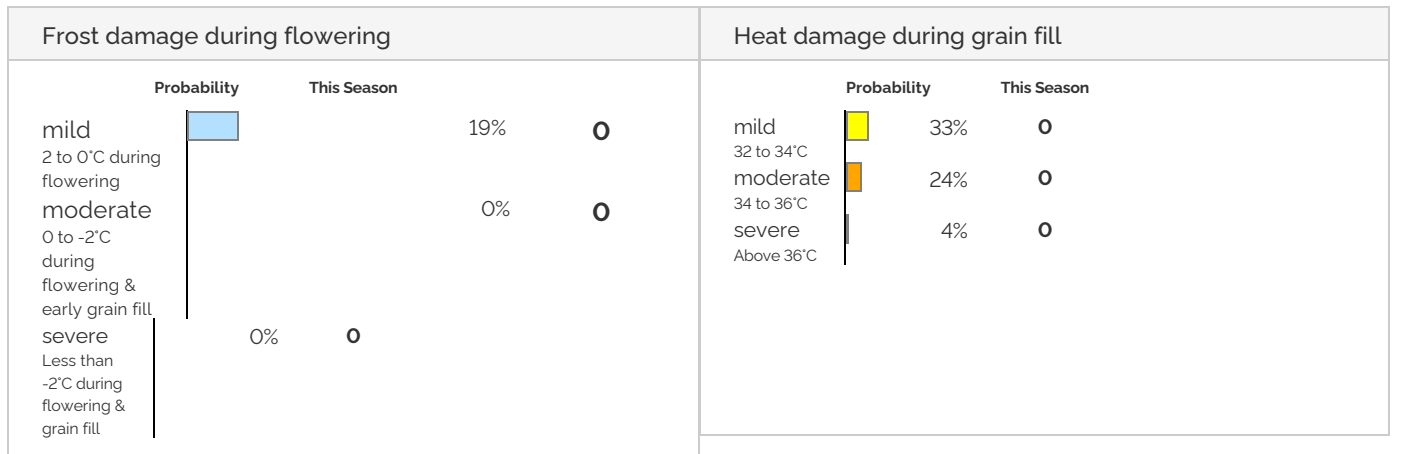 Frost damage during flowering
Probability This Season
mild 19% 0
2 to 0°C during
flowering
moderate 0% 0
0 to -2°C
during
flowering &
early grain fill
severe 0% 0
Less than
-2°C during
flowering &
grain fill
Heat damage during grain fill
Probability This Season
mild 33% 0
32 to 34°C
moderate 24% 0
34 to 36°C
severe 4% 0
Above 36°C